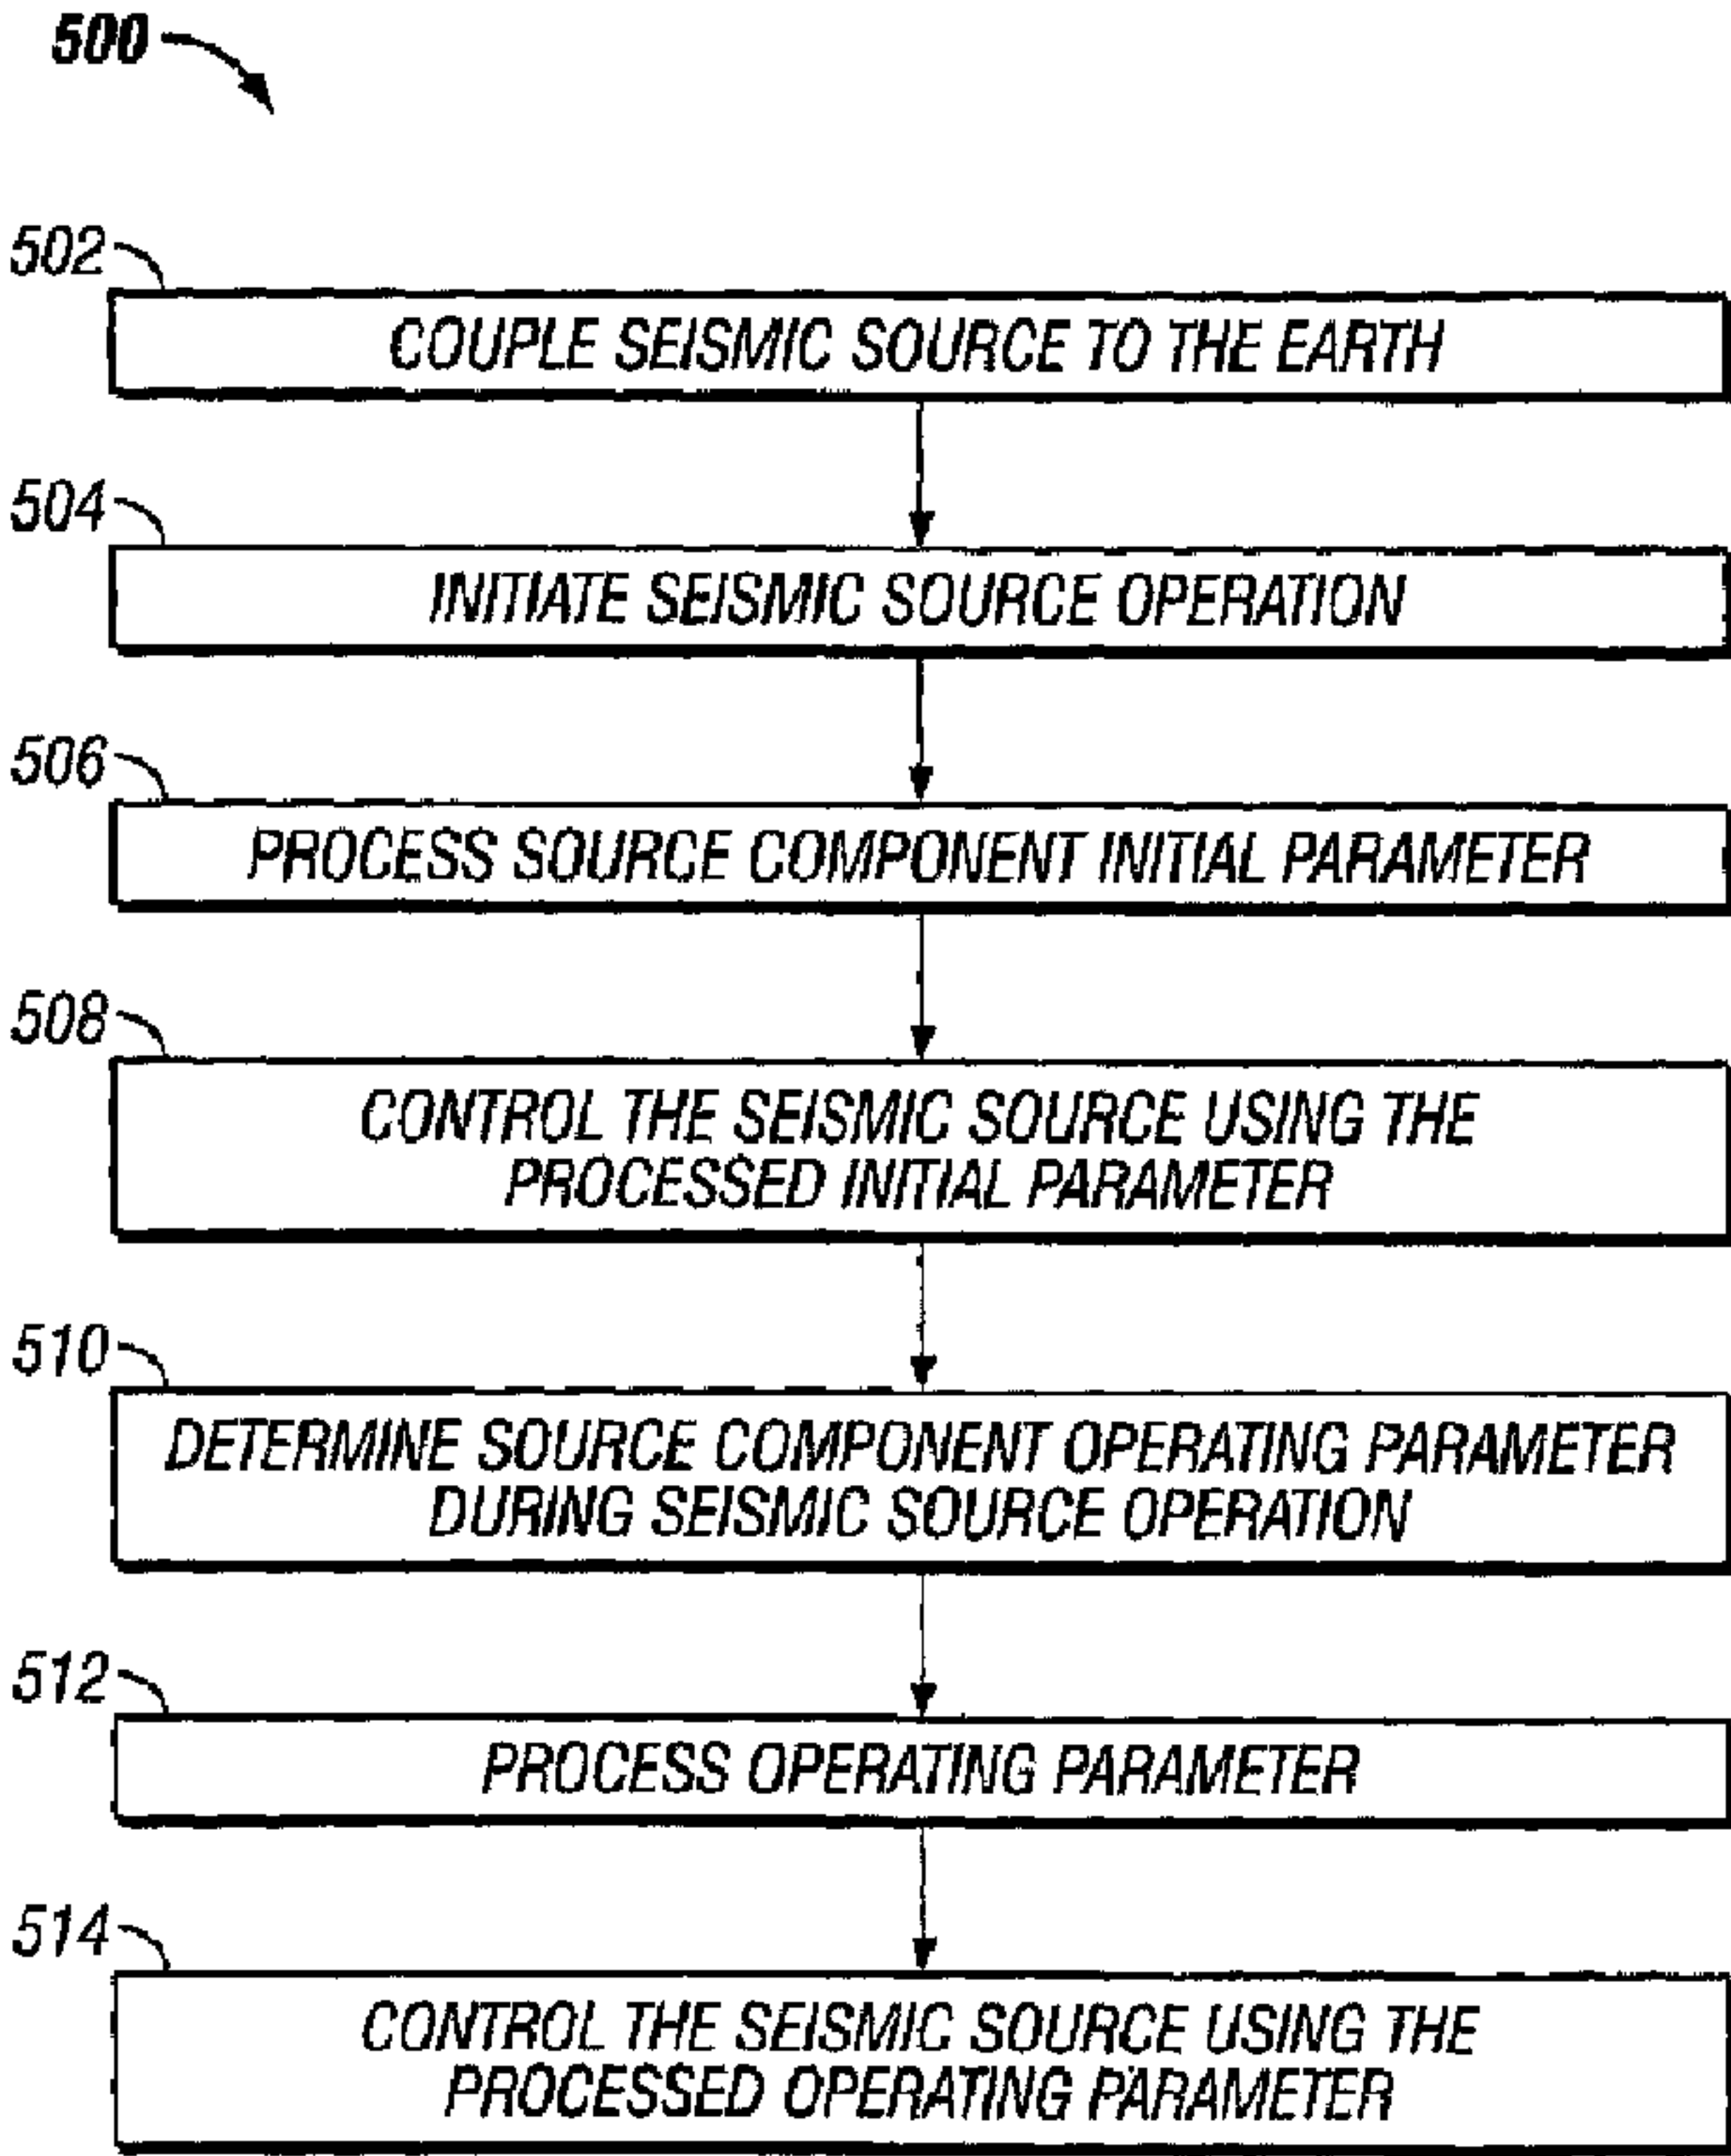 500
502
COUPLE SEISMIC SOURCE TO THE EARTH
504
INITIATE SEISMIC SOURCE OPERATION
506
PROCESS SOURCE COMPONENT INITIAL PARAMETER
508
CONTROL THE SEISMIC SOURCE USING THE
PROCESSED INITIAL PARAMETER
510
DETERMINE SOURCE COMPONENT OPERATING PARAMETER
DURING SEISMIC SOURCE OPERATION
512
PROCESS OPERATING PARAMETER
514
CONTROL THE SEISMIC SOURCE USING THE
PROCESSED OPERATING PARAMETER